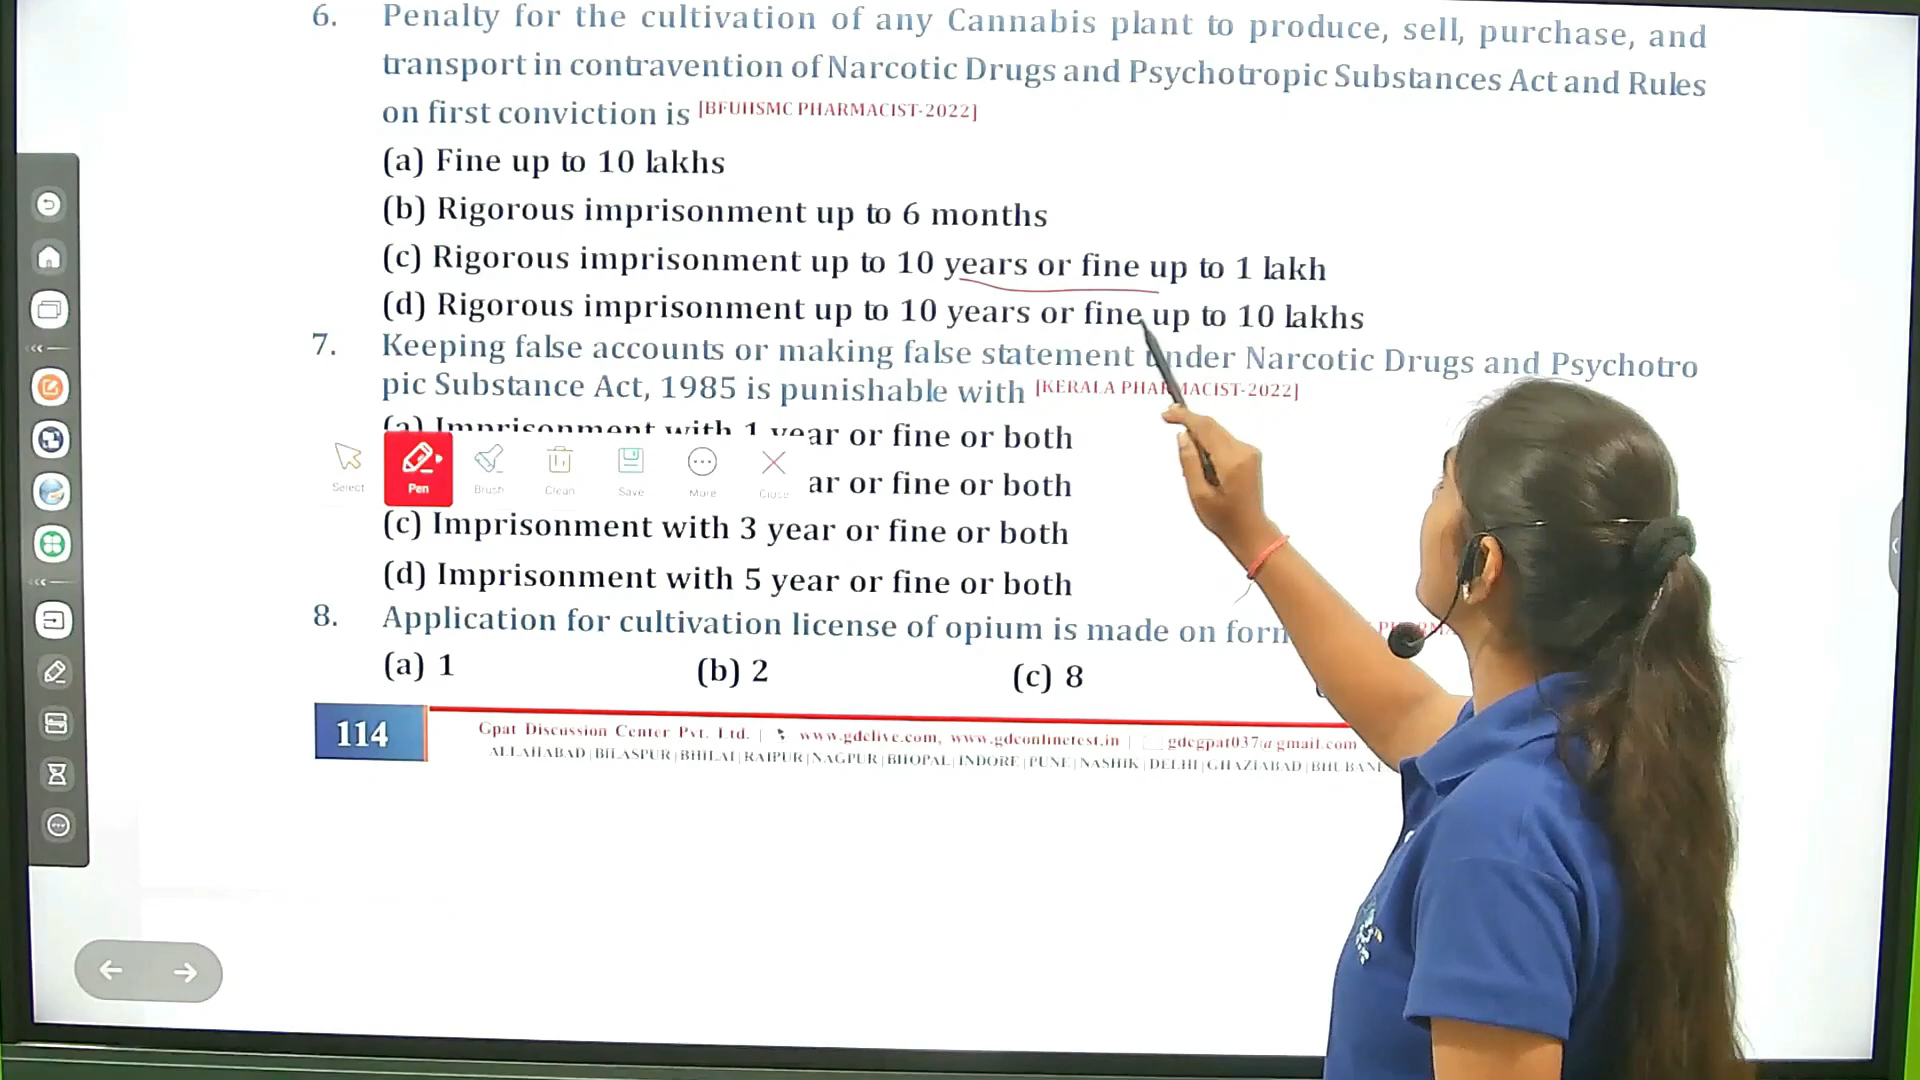 6. Penalty for the cultivation of any Cannabis plant to produce, sell, purchase, and
transport in contravention of Narcotic Drugs and Psychotropic Substances Act and Rules
on first conviction is [BFUHSMC PHARMACIST-2022]
(a) Fine up to 10 lakhs
(b) Rigorous imprisonment up to 6 months
(c) Rigorous imprisonment up to 10 years or fine up to 1 lakh
(d) Rigorous imprisonment up to 10 years or fine up to 10 lakhs
7. Keeping false accounts or making false statement under Narcotic Drugs and Psychotro
pic Substance Act, 1985 is punishable with [KERALA PHARMACIST-2022]
(a) Imprisonment with 1 year or fine or both
ar or fine or both
Select Pen Brush Clean Save More Close
(c) Imprisonment with 3 year or fine or both
(d) Imprisonment with 5 year or fine or both
8. Application for cultivation license of opium is made on
(a) 1 (b) 2 (c) 8
114
Gpat Discussion Center Pvt. Ltd. | www.gdclive.com, www.gdconlinetest.in | gdcgpat037@gmail.com
ALLAHABAD | BILASPUR | BHILAI | RAIPUR | NAGPUR | BHOPAL | INDORE | PUNE | NASHIK | DELHI | GHAZIABAD |